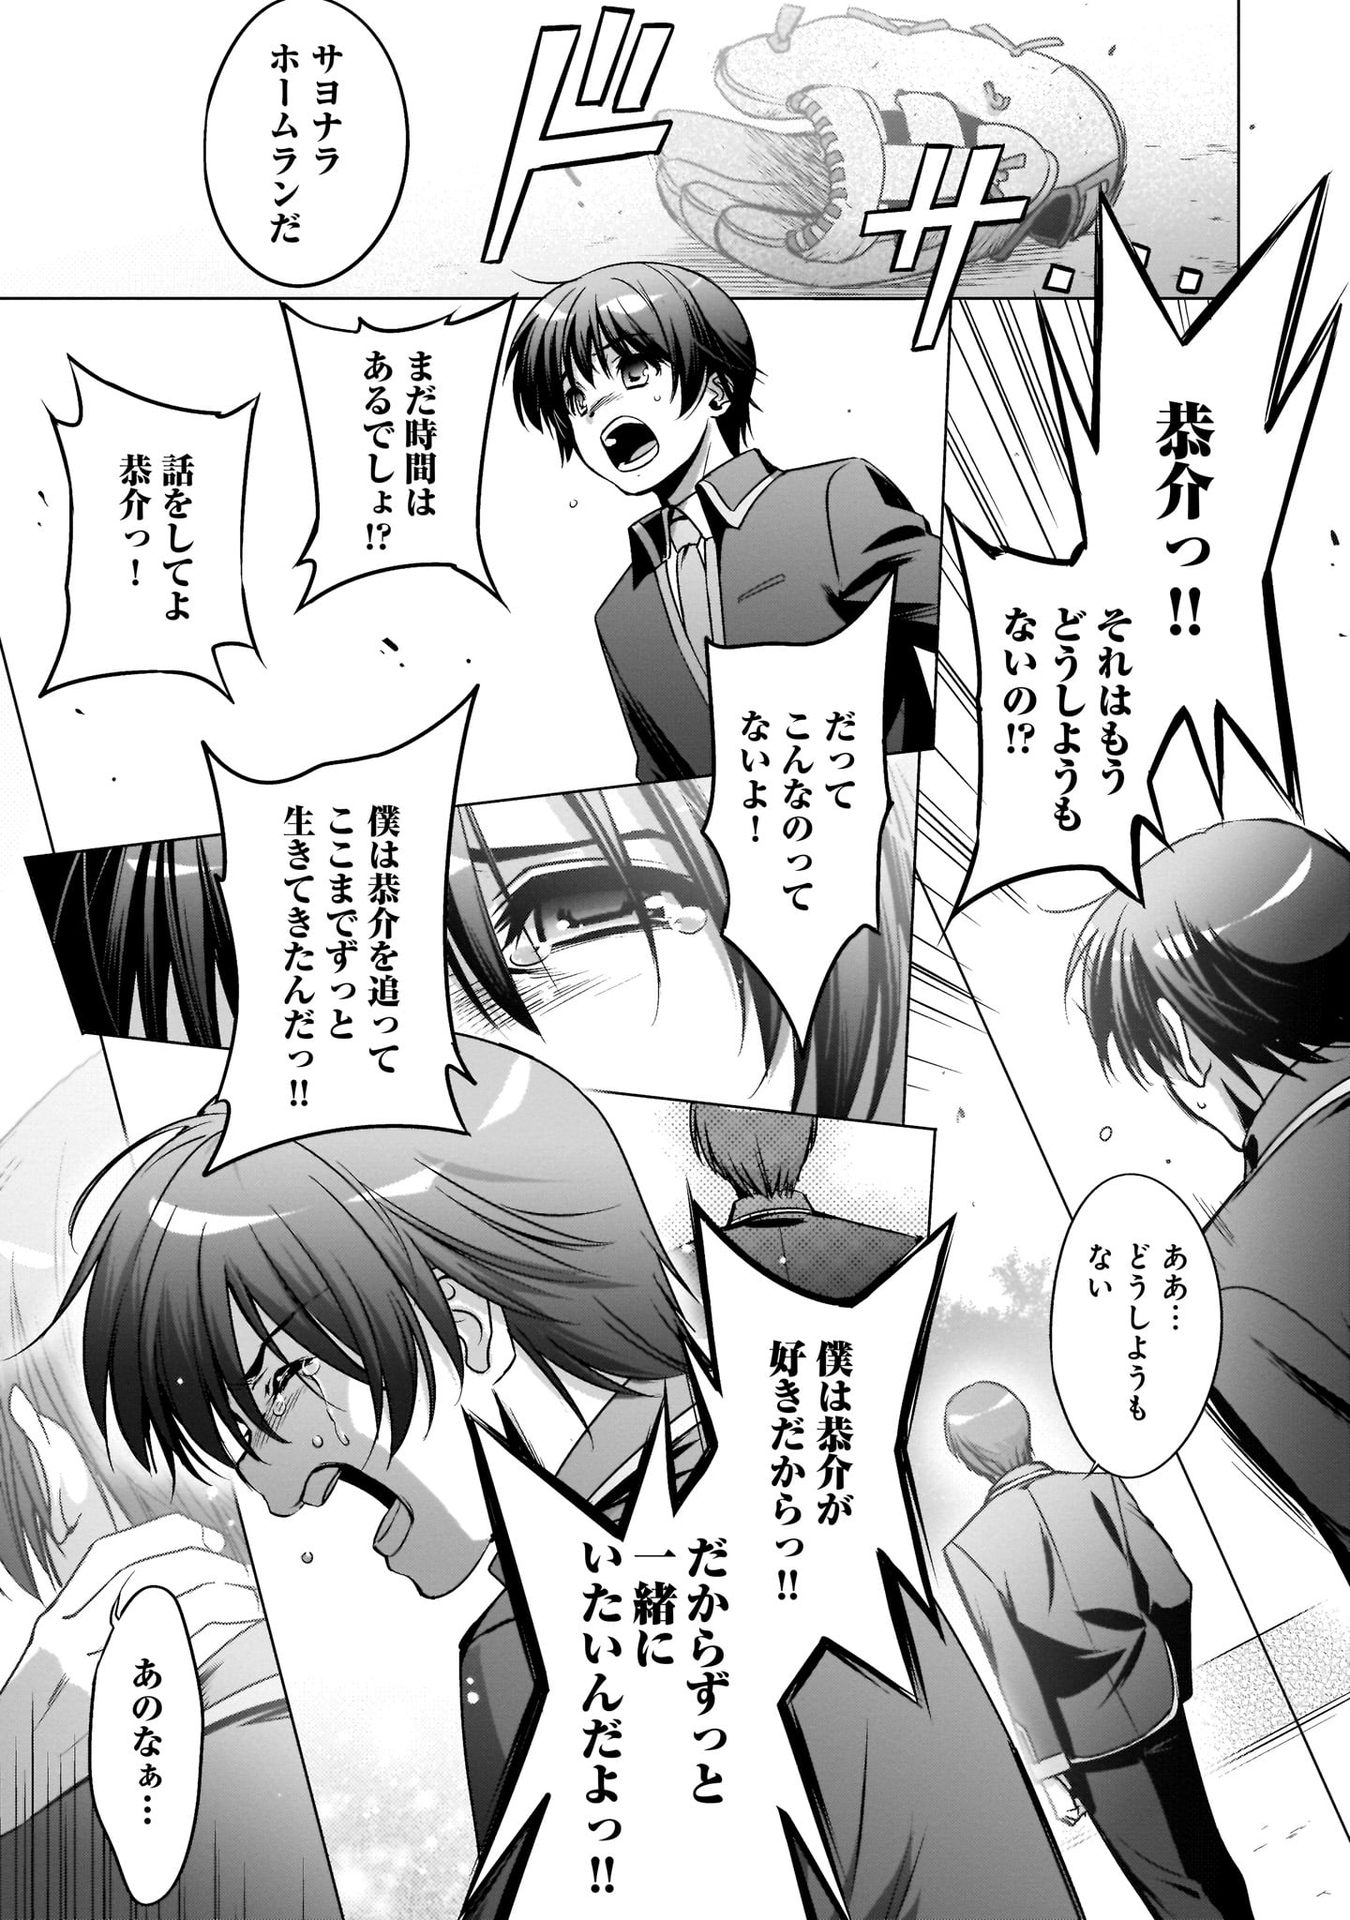 ドサ…
サヨナラ
ホームランだ
恭介っ!!
それはもう
どうしようも
ないの!?
まだ時間は
あるでしょ!?
話をしてよ
恭介っ!
ああ…
どうしようも
ない
だって
こんなのって
ないよ!
僕は恭介を追って
ここまでずっと
生きてきたんだっ!!
僕は恭介が
好きだからっ!!
だからずっと
一緒に
いたいんだよっ!!
あのなぁ…